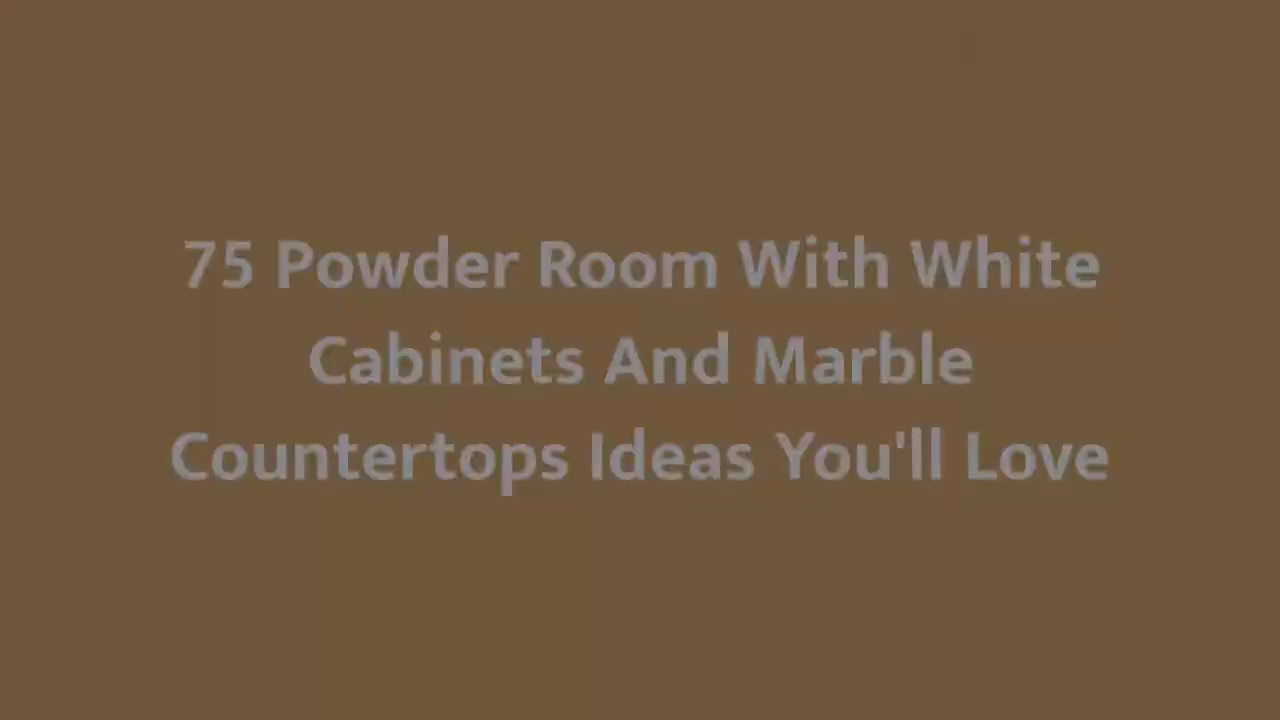 75 Powder Room With White
Cabinets And Marble
Countertops Ideas You'll Love